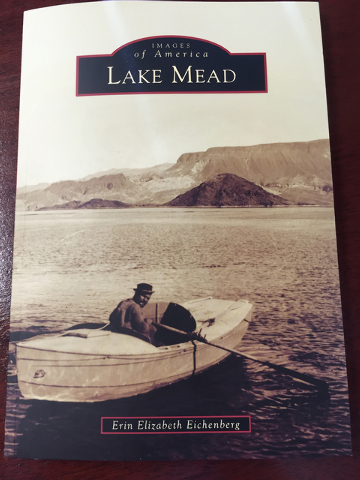 IMAGES
of America
LAKE MEAD
Erin Elizabeth Eichenberg